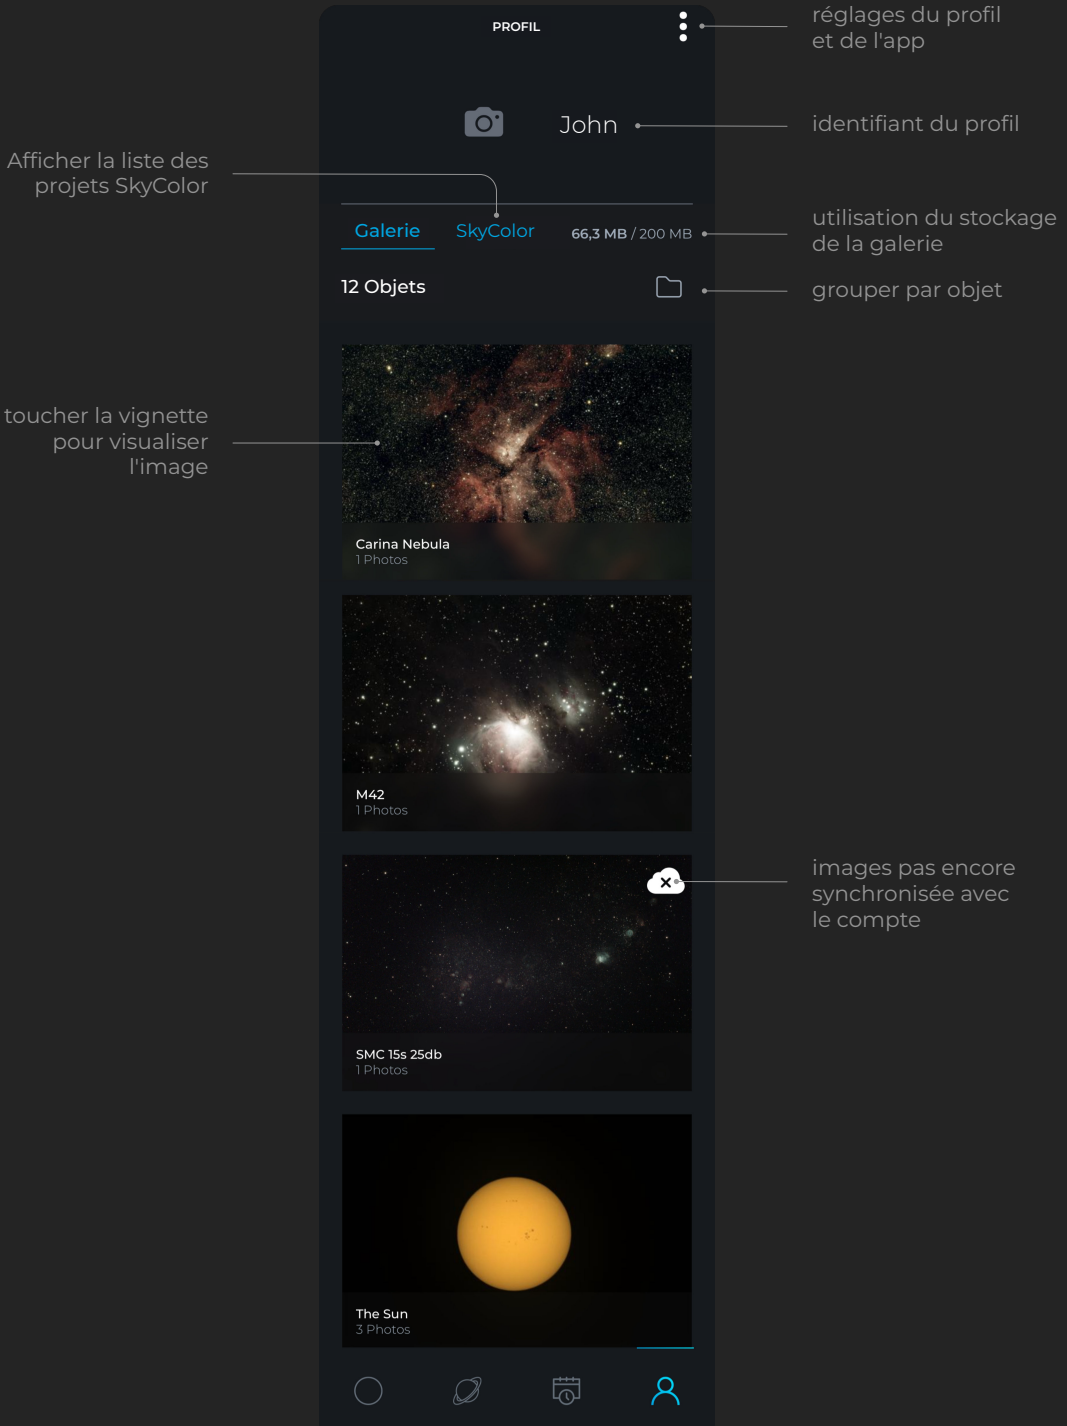 PROFIL
réglages du profil
et de l'app
John
identifiant du profil
Afficher la liste des
projets SkyColor
Galerie SkyColor 66,3 MB / 200 MB
utilisation du stockage
de la galerie
12 Objets
grouper par objet
toucher la vignette
pour visualiser
l'image
Carina Nebula
1 Photos
M42
1 Photos
images pas encore
synchronisée avec
le compte
SMC 15s 25db
1 Photos
The Sun
3 Photos